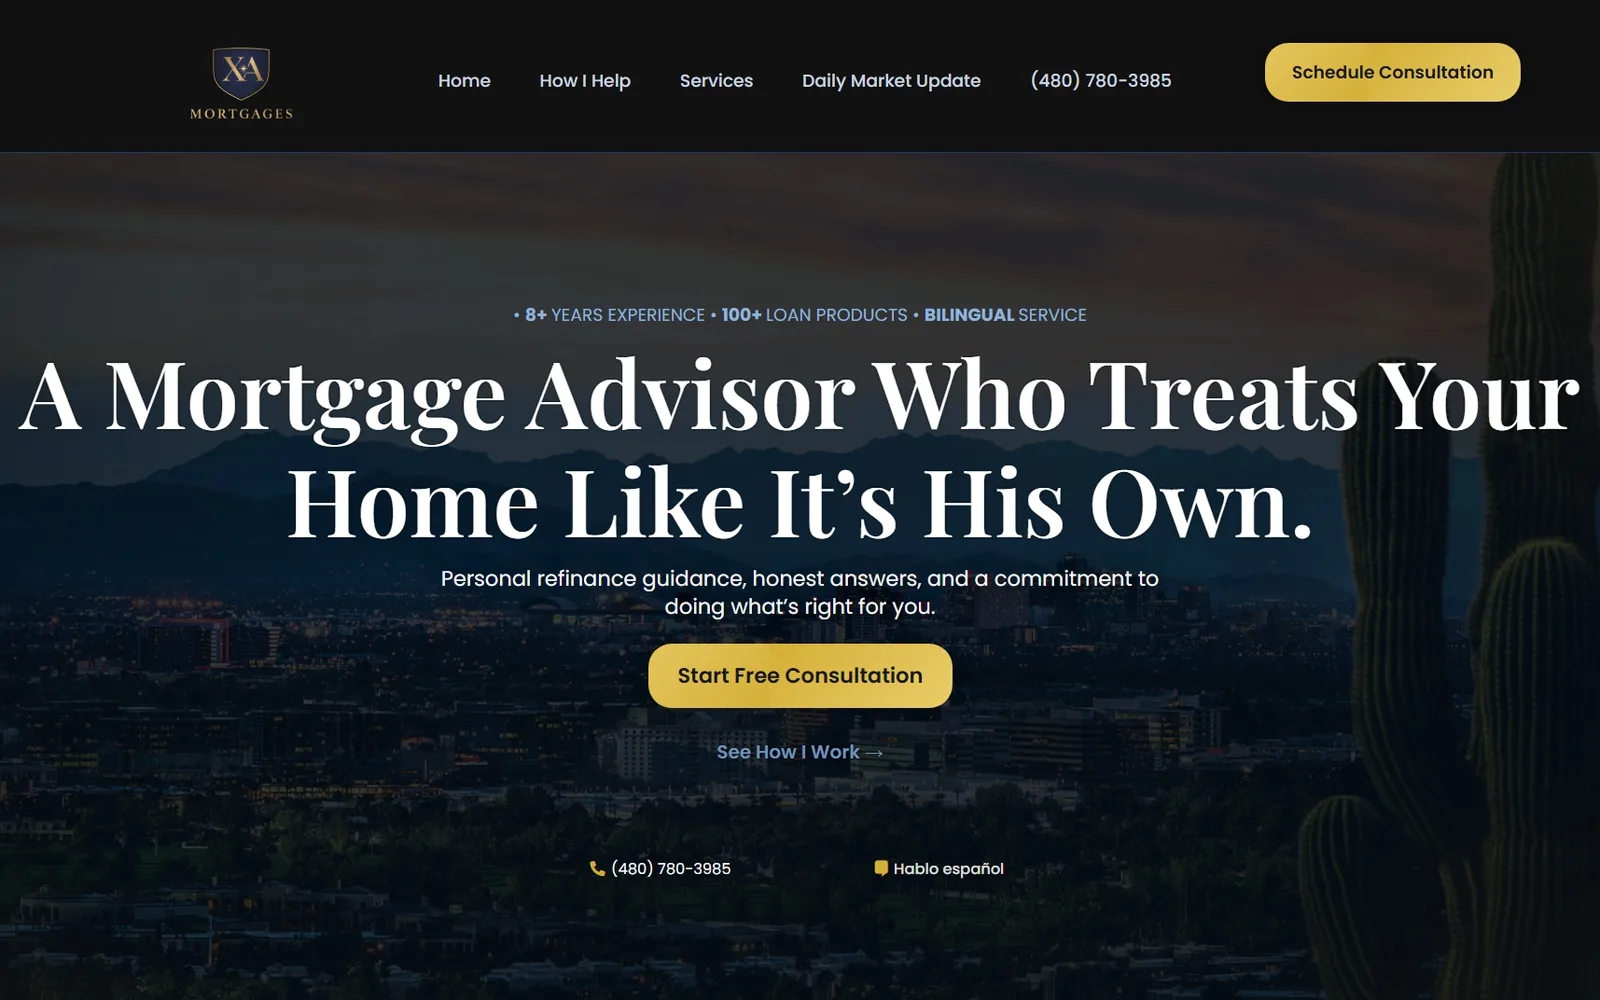 XA
MORTGAGES
Home
How I Help
Services
Daily Market Update
(480) 780-3985
Schedule Consultation
• 8+ YEARS EXPERIENCE • 100+ LOAN PRODUCTS • BILINGUAL SERVICE
A Mortgage Advisor Who Treats Your
Home Like It’s His Own.
Personal refinance guidance, honest answers, and a commitment to
doing what’s right for you.
Start Free Consultation
See How I Work →
(480) 780-3985
Hablo español